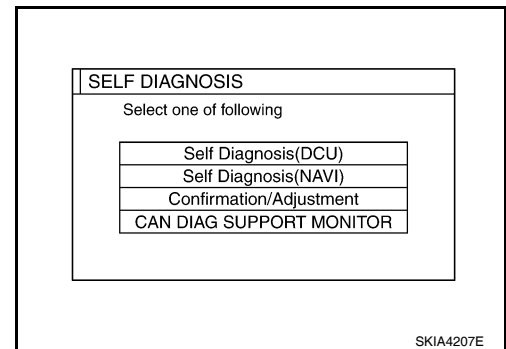 SELF DIAGNOSIS
Select one of following
Self Diagnosis(DCU)
Self Diagnosis(NAVI)
Confirmation/Adjustment
CAN DIAG SUPPORT MONITOR
SKIA4207E